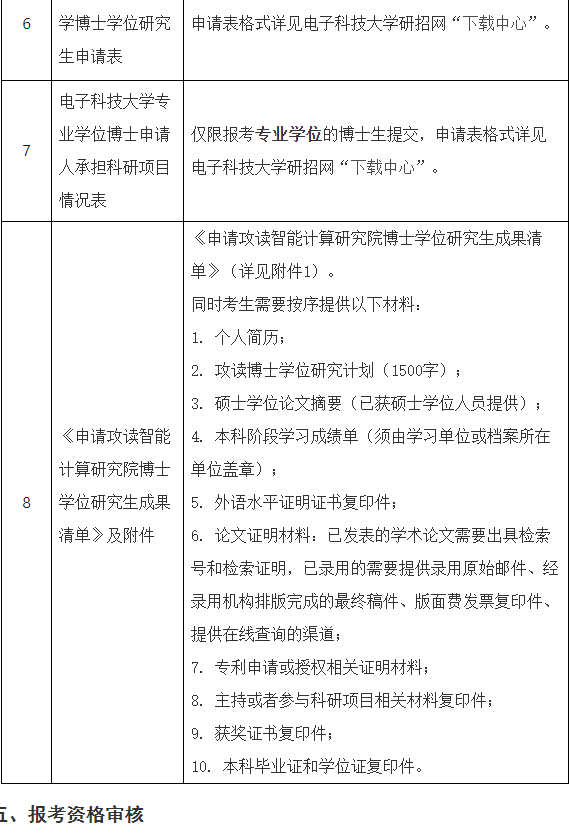 6
学博士学位研究
生申请表
申请表格式详见电子科技大学研招网“下载中心”。
7
电子科技大学专
业学位博士申请
人承担科研项目
情况表
仅限报考专业学位的博士生提交，申请表格式详见
电子科技大学研招网“下载中心”。
8
《申请攻读智能
计算研究院博士
学位研究生成果
清单》及附件
《申请攻读智能计算研究院博士学位研究生成果清
单》（详见附件1）。
同时考生需要按序提供以下材料：
1. 个人简历；
2. 攻读博士学位研究计划（1500字）；
3. 硕士学位论文摘要（已获硕士学位人员提供）；
4. 本科阶段学习成绩单（须由学习单位或档案所在
单位盖章）；
5. 外语水平证明证书复印件；
6. 论文证明材料：已发表的学术论文需要出具检索
号和检索证明，已录用的需要提供录用原始邮件、经
录用机构排版完成的最终稿件、版面费发票复印件、
提供在线查询的渠道；
7. 专利申请或授权相关证明材料；
8. 主持或者参与科研项目相关材料复印件；
9. 获奖证书复印件；
10. 本科毕业证和学位证复印件。
五、报考资格审核